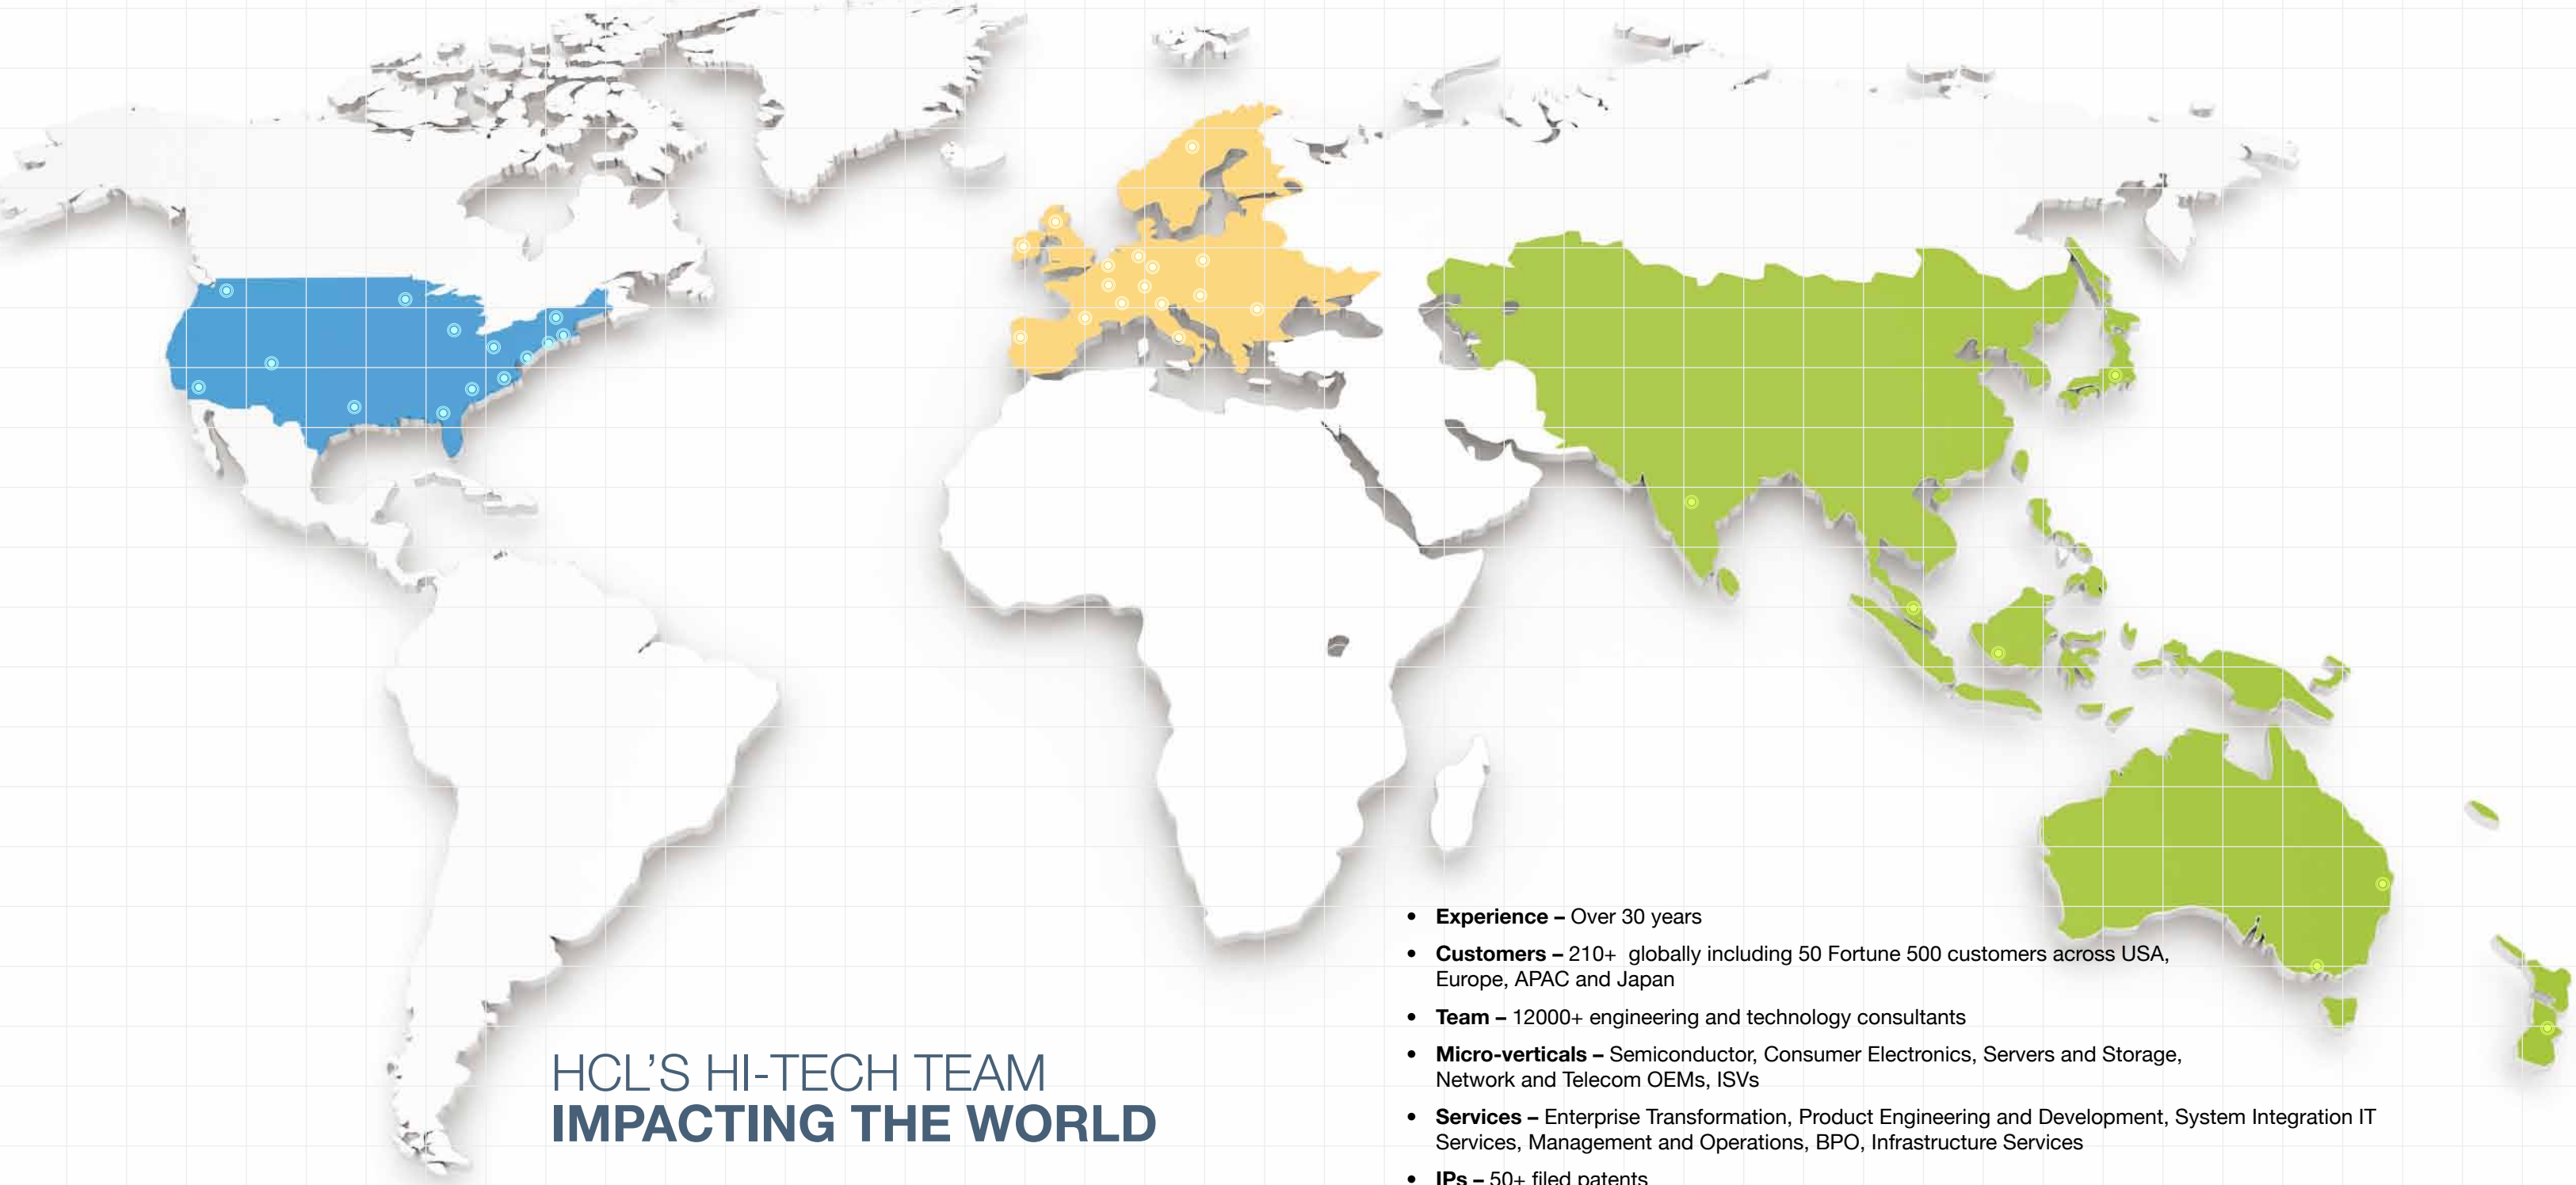 HCL'S HI-TECH TEAM
IMPACTING THE WORLD
• Experience – Over 30 years
• Customers – 210+ globally including 50 Fortune 500 customers across USA,
Europe, APAC and Japan
• Team – 12000+ engineering and technology consultants
• Micro-verticals – Semiconductor, Consumer Electronics, Servers and Storage,
Network and Telecom OEMs, ISVs
• Services – Enterprise Transformation, Product Engineering and Development, System Integration IT
Services, Management and Operations, BPO, Infrastructure Services
• IPs – 50+ filed patents